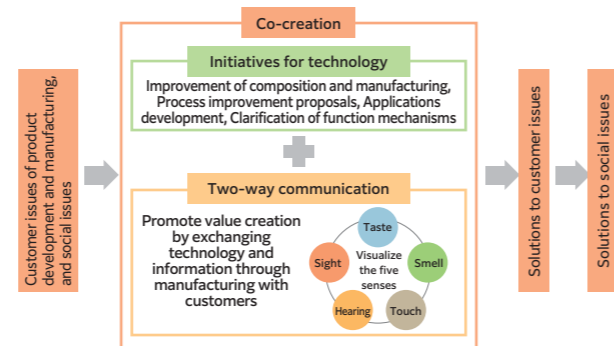 Customer issues of product
development and manufacturing,
and social issues
Co-creation
Initiatives for technology
Improvement of composition and manufacturing,
Process improvement proposals, Applications
development, Clarification of function mechanisms
Two-way communication
Promote value creation
by exchanging
technology and
information through
manufacturing with
customers
Taste
Sight
Visualize
the five
senses
Smell
Hearing
Touch
Solutions to customer issues
Solutions to social issues